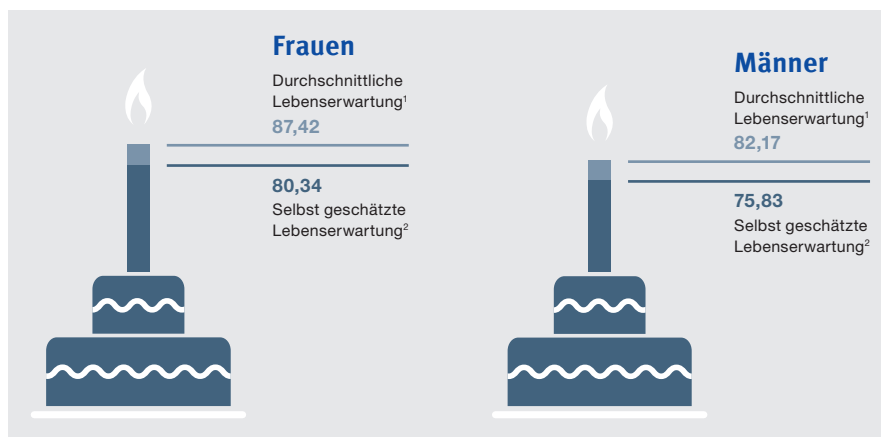 Frauen
Durchschnittliche
Lebenserwartung¹
87,42
80,34
Selbst geschätzte
Lebenserwartung²
Männer
Durchschnittliche
Lebenserwartung¹
82,17
75,83
Selbst geschätzte
Lebenserwartung²